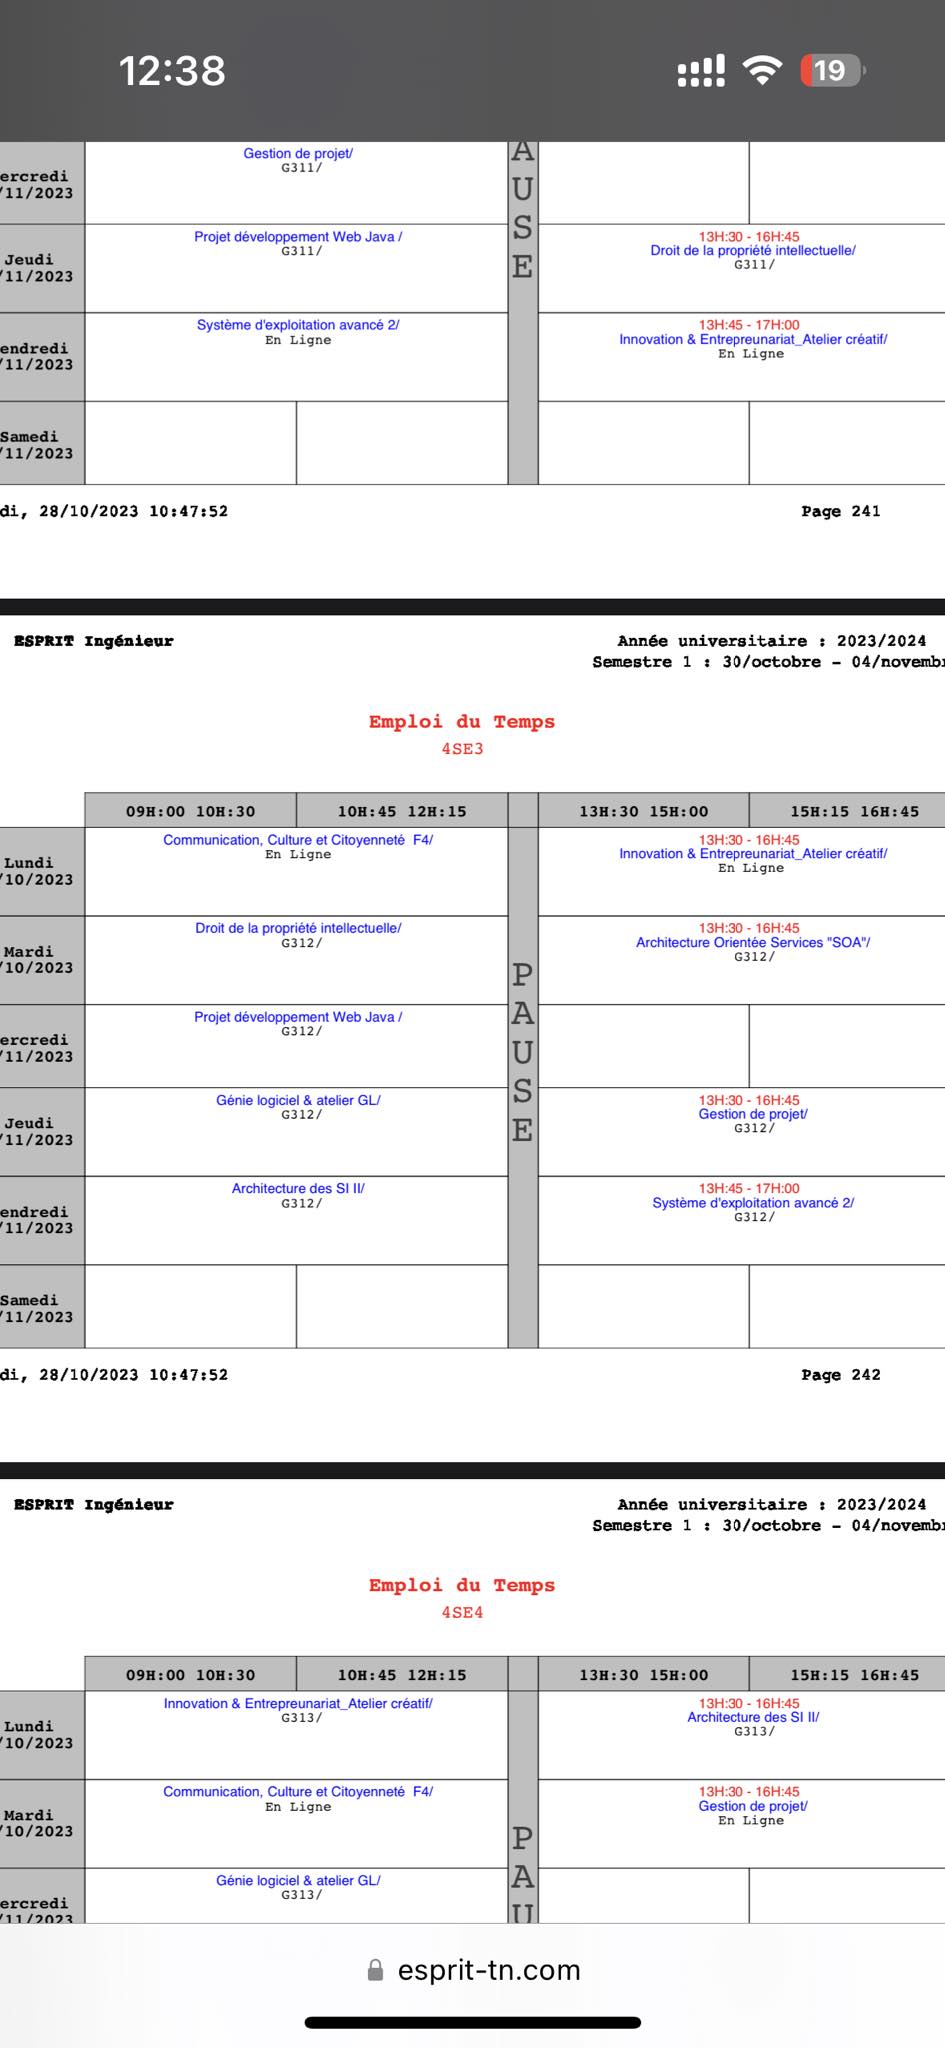 12:38
19
Gestion de projet/
G311/
ercredi
/11/2023
A
U
S
E
Projet développement Web Java /
G311/
13H:30 - 16H:45
Droit de la propriété intellectuelle/
G311/
Jeudi
/11/2023
Système d'exploitation avancé 2/
En Ligne
13H:45 - 17H:00
Innovation & Entrepreunariat_Atelier créatif/
En Ligne
endredi
/11/2023
Samedi
/11/2023
di, 28/10/2023 10:47:52
Page 241
ESPRIT Ingénieur
Année universitaire : 2023/2024
Semestre 1 : 30/octobre - 04/novembr
Emploi du Temps
4SE3
09H:00 10H:30
10H:45 12H:15
13H:30 15H:00
15H:15 16H:45
Lundi
/10/2023
Communication, Culture et Citoyenneté F4/
En Ligne
13H:30 - 16H:45
Innovation & Entrepreunariat_Atelier créatif/
En Ligne
Mardi
/10/2023
Droit de la propriété intellectuelle/
G312/
13H:30 - 16H:45
Architecture Orientée Services "SOA"/
G312/
P
A
U
S
E
ercredi
/11/2023
Projet développement Web Java /
G312/
Jeudi
/11/2023
Génie logiciel & atelier GL/
G312/
13H:30 - 16H:45
Gestion de projet/
G312/
endredi
/11/2023
Architecture des SI II/
G312/
13H:45 - 17H:00
Système d'exploitation avancé 2/
G312/
Samedi
/11/2023
di, 28/10/2023 10:47:52
Page 242
ESPRIT Ingénieur
Année universitaire : 2023/2024
Semestre 1 : 30/octobre - 04/novembr
Emploi du Temps
4SE4
09H:00 10H:30
10H:45 12H:15
13H:30 15H:00
15H:15 16H:45
Lundi
/10/2023
Innovation & Entrepreunariat_Atelier créatif/
G313/
13H:30 - 16H:45
Architecture des SI II/
G313/
Mardi
/10/2023
Communication, Culture et Citoyenneté F4/
En Ligne
13H:30 - 16H:45
Gestion de projet/
En Ligne
P
A
U
ercredi
/11/2023
Génie logiciel & atelier GL/
G313/
esprit-tn.com